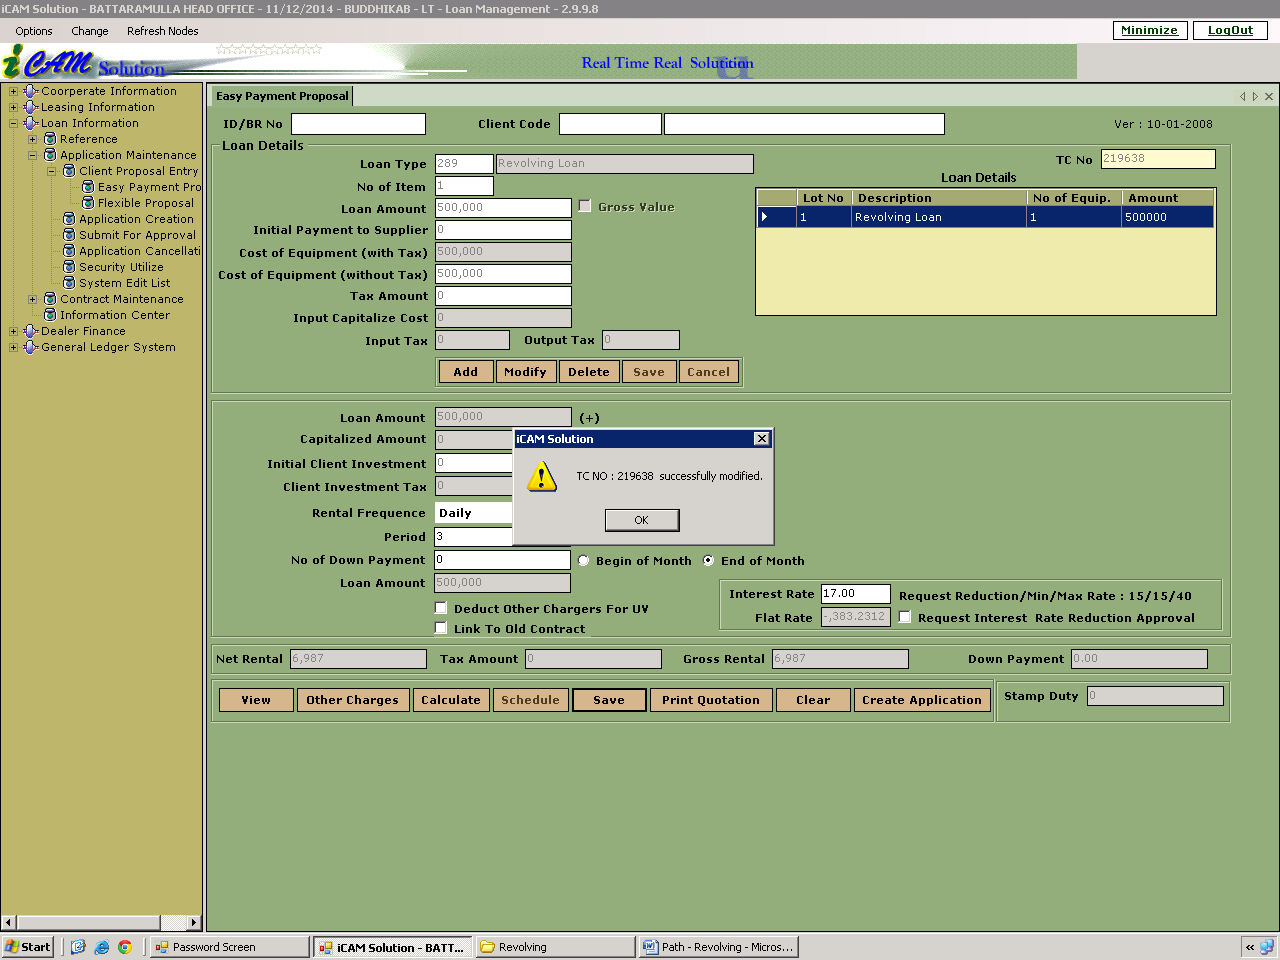 iCAM Solution - BATTARAMULLA HEAD OFFICE - 11/12/2014 - BUDDHIKAB - LT - Loan Management - 2.9.9.8
Options Change Refresh Nodes Minimize LogOut
iCAM Solution Real Time Real Solutition
Coorperate Information
Leasing Information
Loan Information
Reference
Application Maintenance
Client Proposal Entry
Easy Payment Pro
Flexible Proposal
Application Creation
Submit For Approval
Application Cancellati
Security Utilize
System Edit List
Contract Maintenance
Information Center
Dealer Finance
General Ledger System
Easy Payment Proposal
ID/BR No Client Code Ver : 10-01-2008
Loan Details
Loan Type 289 Revolving Loan TC No 219638
No of Item 1
Loan Amount 500,000 Gross Value
Initial Payment to Supplier 0
Cost of Equipment (with Tax) 500,000
Cost of Equipment (without Tax) 500,000
Tax Amount 0
Input Capitalize Cost 0
Input Tax 0 Output Tax 0
Loan Details
Lot No Description No of Equip. Amount
1 Revolving Loan 1 500000
Add Modify Delete Save Cancel
Loan Amount 500,000 (+)
Capitalized Amount 0
Initial Client Investment 0
Client Investment Tax 0
Rental Frequence Daily
Period 3
No of Down Payment 0 Begin of Month End of Month
Loan Amount 500,000
Deduct Other Chargers For UV
Link To Old Contract
iCAM Solution
TC NO : 219638 successfully modified.
OK
Interest Rate 17.00 Request Reduction/Min/Max Rate : 15/15/40
Flat Rate -,383.2312 Request Interest Rate Reduction Approval
Net Rental 6,987 Tax Amount 0 Gross Rental 6,987 Down Payment 0.00
View Other Charges Calculate Schedule Save Print Quotation Clear Create Application Stamp Duty 0
Start Password Screen iCAM Solution - BATT... Revolving Path - Revolving - Micros... «